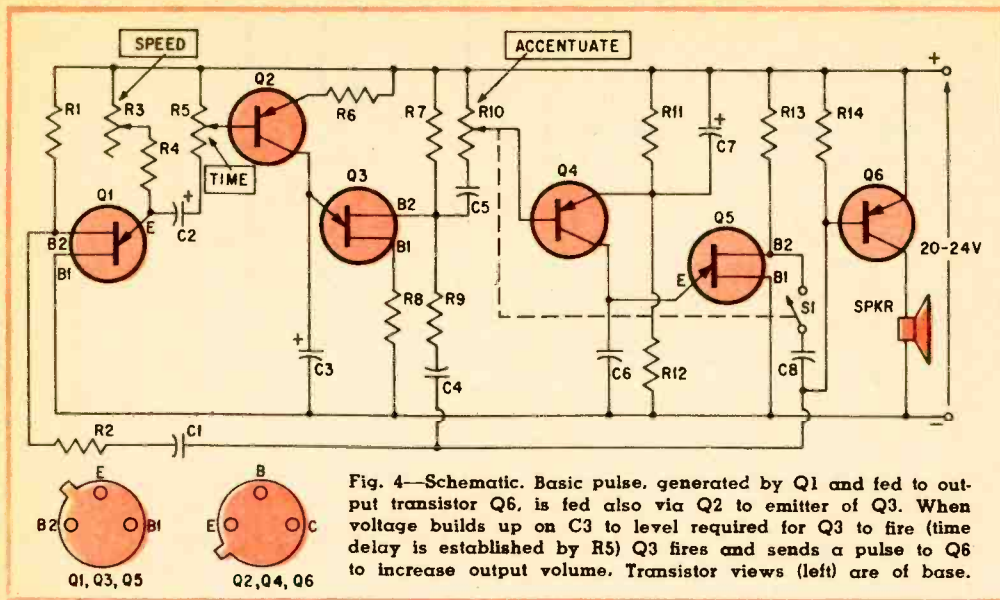 SPEED
ACCENTUATE
+
Q2
R1
R3
R5
R6
R7
R10
R11
C7
R13
R14
R4
TIME
Q1
Q3
Q4
Q5
Q6
+
E
C2
B2
B1
B2
B1
C5
E
B2
B1
20-24V
S1
SPKR
+
C3
R8
R9
C4
C6
R12
C8
R2
C1
–
E
B2
B1
Q1, Q3, Q5
B
E
C
Q2, Q4, Q6
Fig. 4—Schematic. Basic pulse, generated by Q1 and fed to out-
put transistor Q6, is fed also via Q2 to emitter of Q3. When
voltage builds up on C3 to level required for Q3 to fire (time
delay is established by R5) Q3 fires and sends a pulse to Q6
to increase output volume. Transistor views (left) are of base.
+